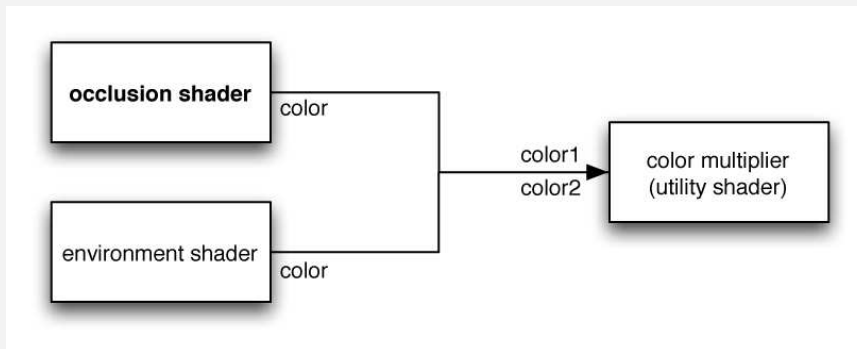 occlusion shader
color
color1
color2
color multiplier
(utility shader)
environment shader
color